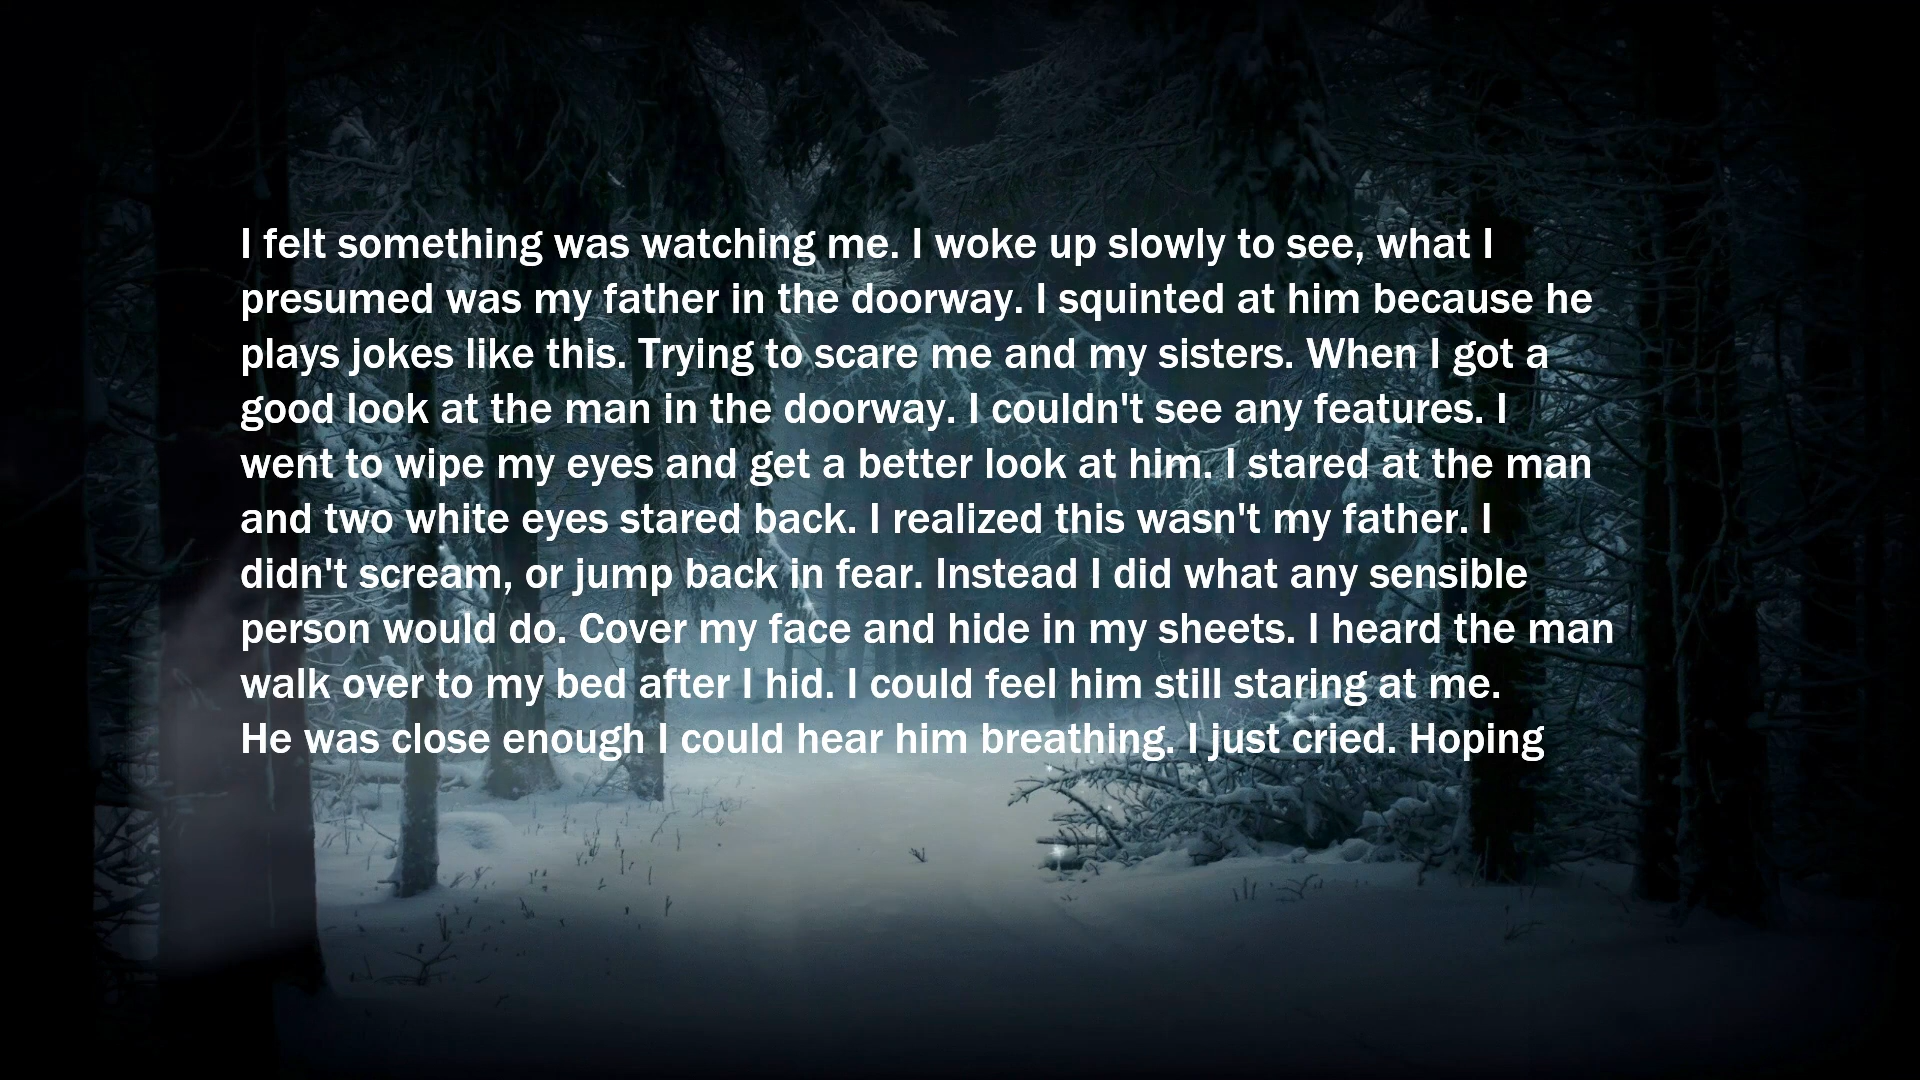 I felt something was watching me. I woke up slowly to see, what I
presumed was my father in the doorway. I squinted at him because he
plays jokes like this. Trying to scare me and my sisters. When I got a
good look at the man in the doorway. I couldn't see any features. I
went to wipe my eyes and get a better look at him. I stared at the man
and two white eyes stared back. I realized this wasn't my father. I
didn't scream, or jump back in fear. Instead I did what any sensible
person would do. Cover my face and hide in my sheets. I heard the man
walk over to my bed after I hid. I could feel him still staring at me.
He was close enough I could hear him breathing. I just cried. Hoping